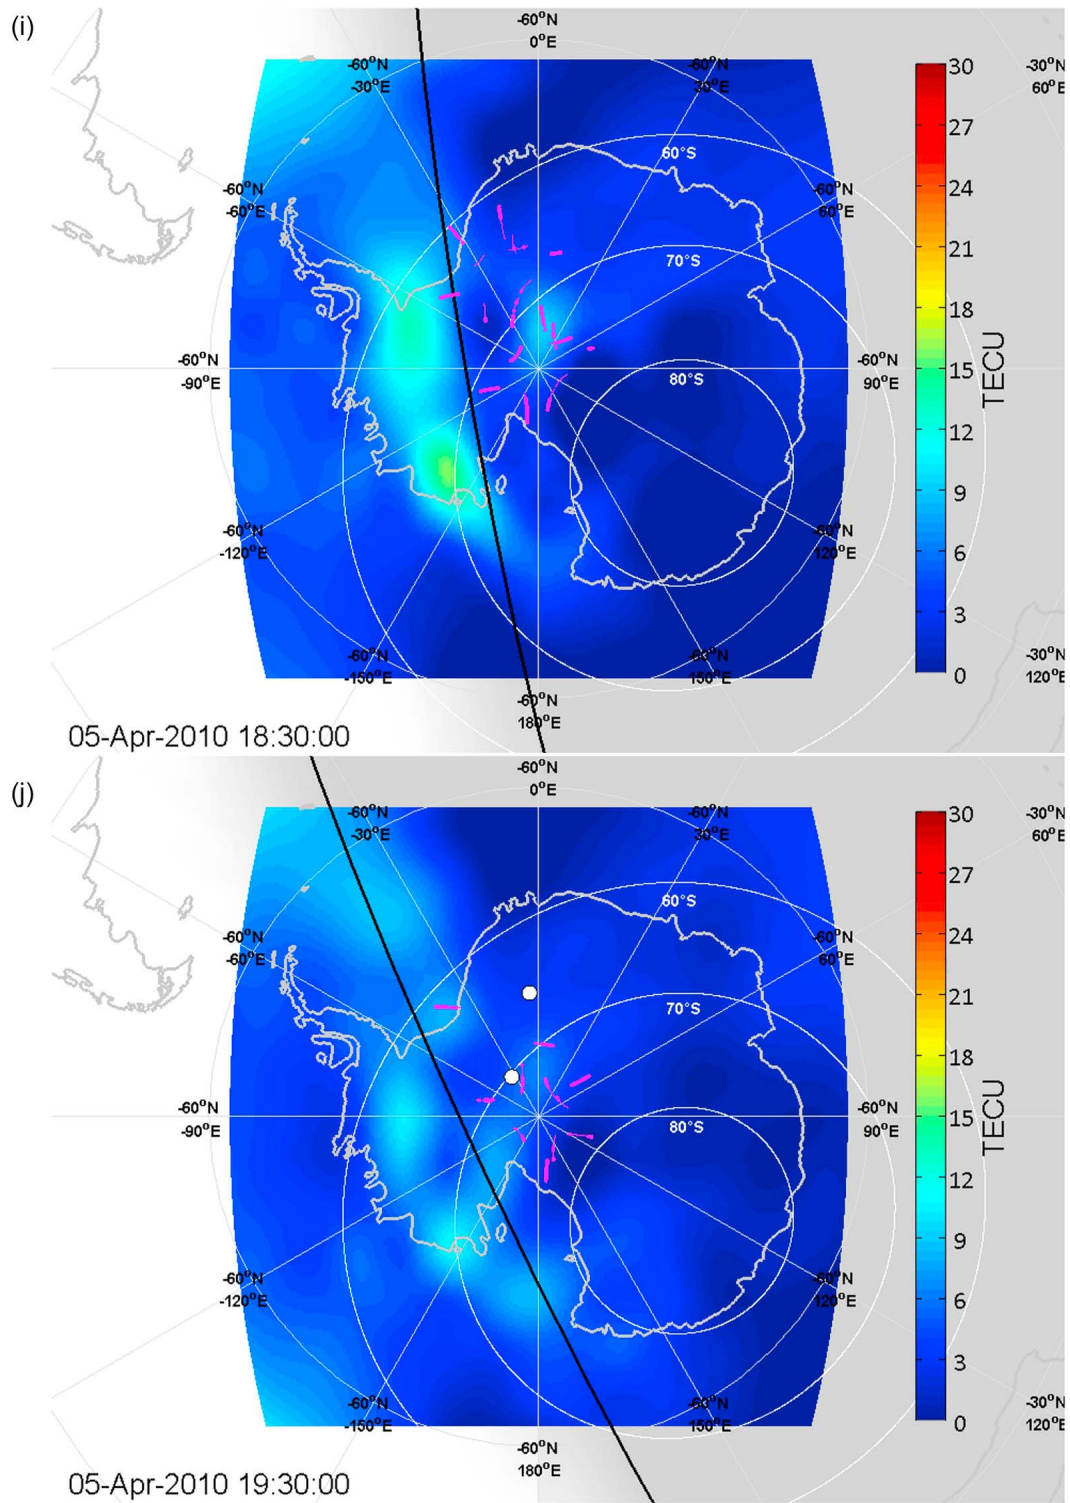 (i)
-60°N
0°E
-60°N
-30°E
-60°N
30°E
-30°N
60°E
60°S
-60°N
-60°E
-60°N
60°E
70°S
-60°N
-90°E
-60°N
90°E
80°S
-60°N
-120°E
-60°N
120°E
-60°N
-150°E
-60°N
150°E
-30°N
120°E
-60°N
180°E
30
27
24
21
18
15
12
9
6
3
0
TECU
05-Apr-2010 18:30:00
(j)
-60°N
0°E
-60°N
-30°E
-60°N
30°E
-30°N
60°E
60°S
-60°N
-60°E
-60°N
60°E
70°S
-60°N
-90°E
-60°N
90°E
80°S
-60°N
-120°E
-60°N
120°E
-60°N
-150°E
-60°N
150°E
-30°N
120°E
-60°N
180°E
30
27
24
21
18
15
12
9
6
3
0
TECU
05-Apr-2010 19:30:00